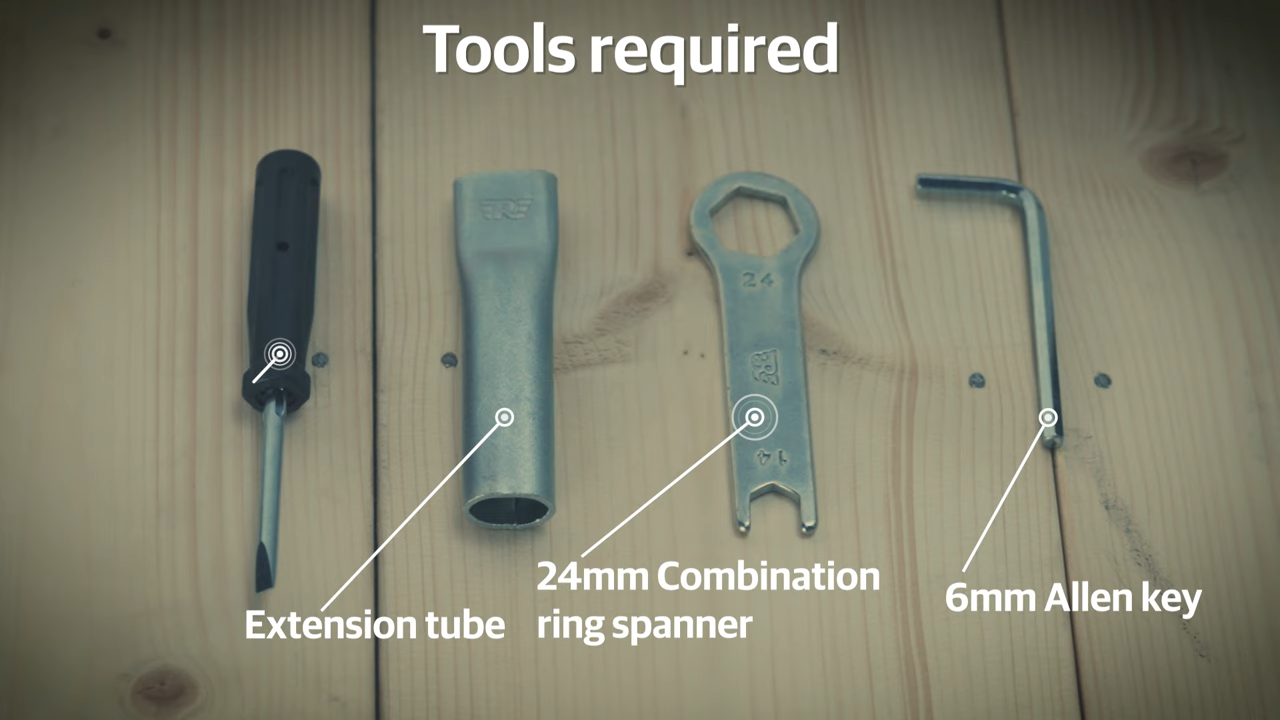 Tools required
24
14
Extension tube
24mm Combination
ring spanner
6mm Allen key